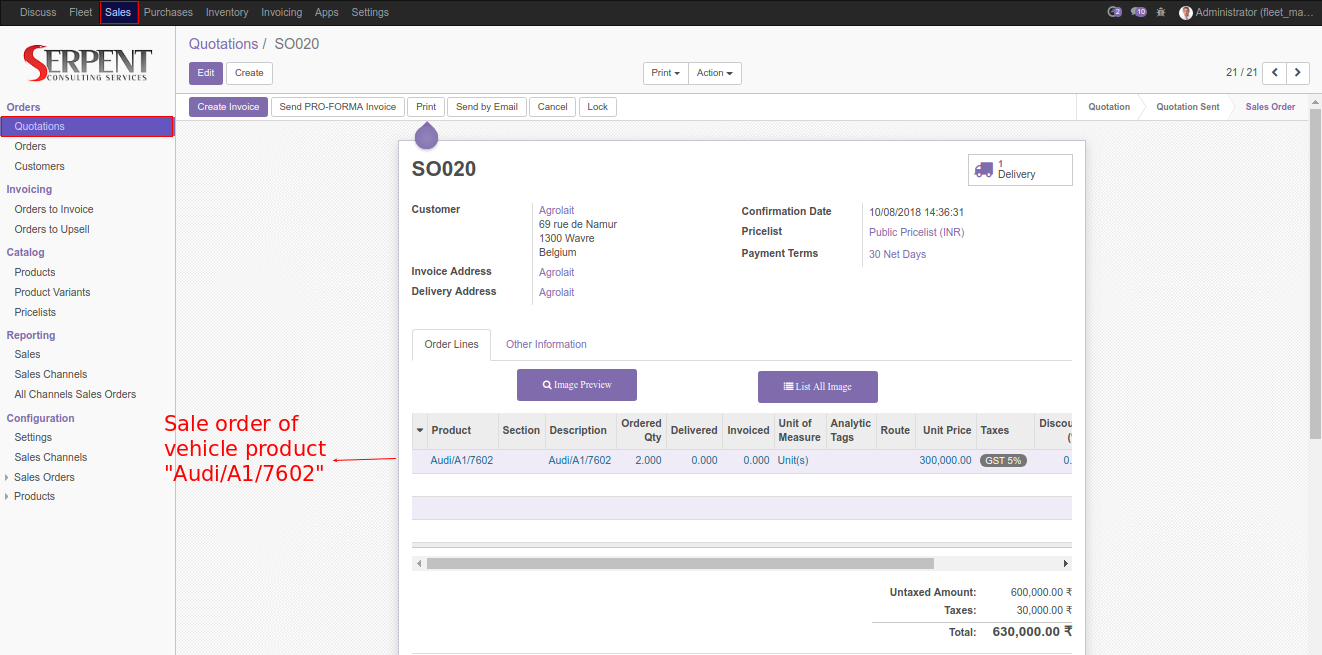 Discuss Fleet Sales Purchases Inventory Invoicing Apps Settings 2 10 Administrator (fleet_ma...
SERPENT
CONSULTING SERVICES
Quotations / SO020
Edit Create Print Action 21 / 21
Create Invoice Send PRO-FORMA Invoice Print Send by Email Cancel Lock Quotation Quotation Sent Sales Order
Orders
Quotations
Orders
Customers
Invoicing
Orders to Invoice
Orders to Upsell
Catalog
Products
Product Variants
Pricelists
Reporting
Sales
Sales Channels
All Channels Sales Orders
Configuration
Settings
Sales Channels
Sales Orders
Products
SO020
1
Delivery
Customer Agrolait
69 rue de Namur
1300 Wavre
Belgium
Invoice Address Agrolait
Delivery Address Agrolait
Confirmation Date 10/08/2018 14:36:31
Pricelist Public Pricelist (INR)
Payment Terms 30 Net Days
Order Lines Other Information
Image Preview List All Image
Product Section Description Ordered Qty Delivered Invoiced Unit of Measure Analytic Tags Route Unit Price Taxes Discou
Audi/A1/7602 Audi/A1/7602 2.000 0.000 0.000 Unit(s) 300,000.00 GST 5% 0.
Sale order of
vehicle product
"Audi/A1/7602"
Untaxed Amount: 600,000.00 ₹
Taxes: 30,000.00 ₹
Total: 630,000.00 ₹